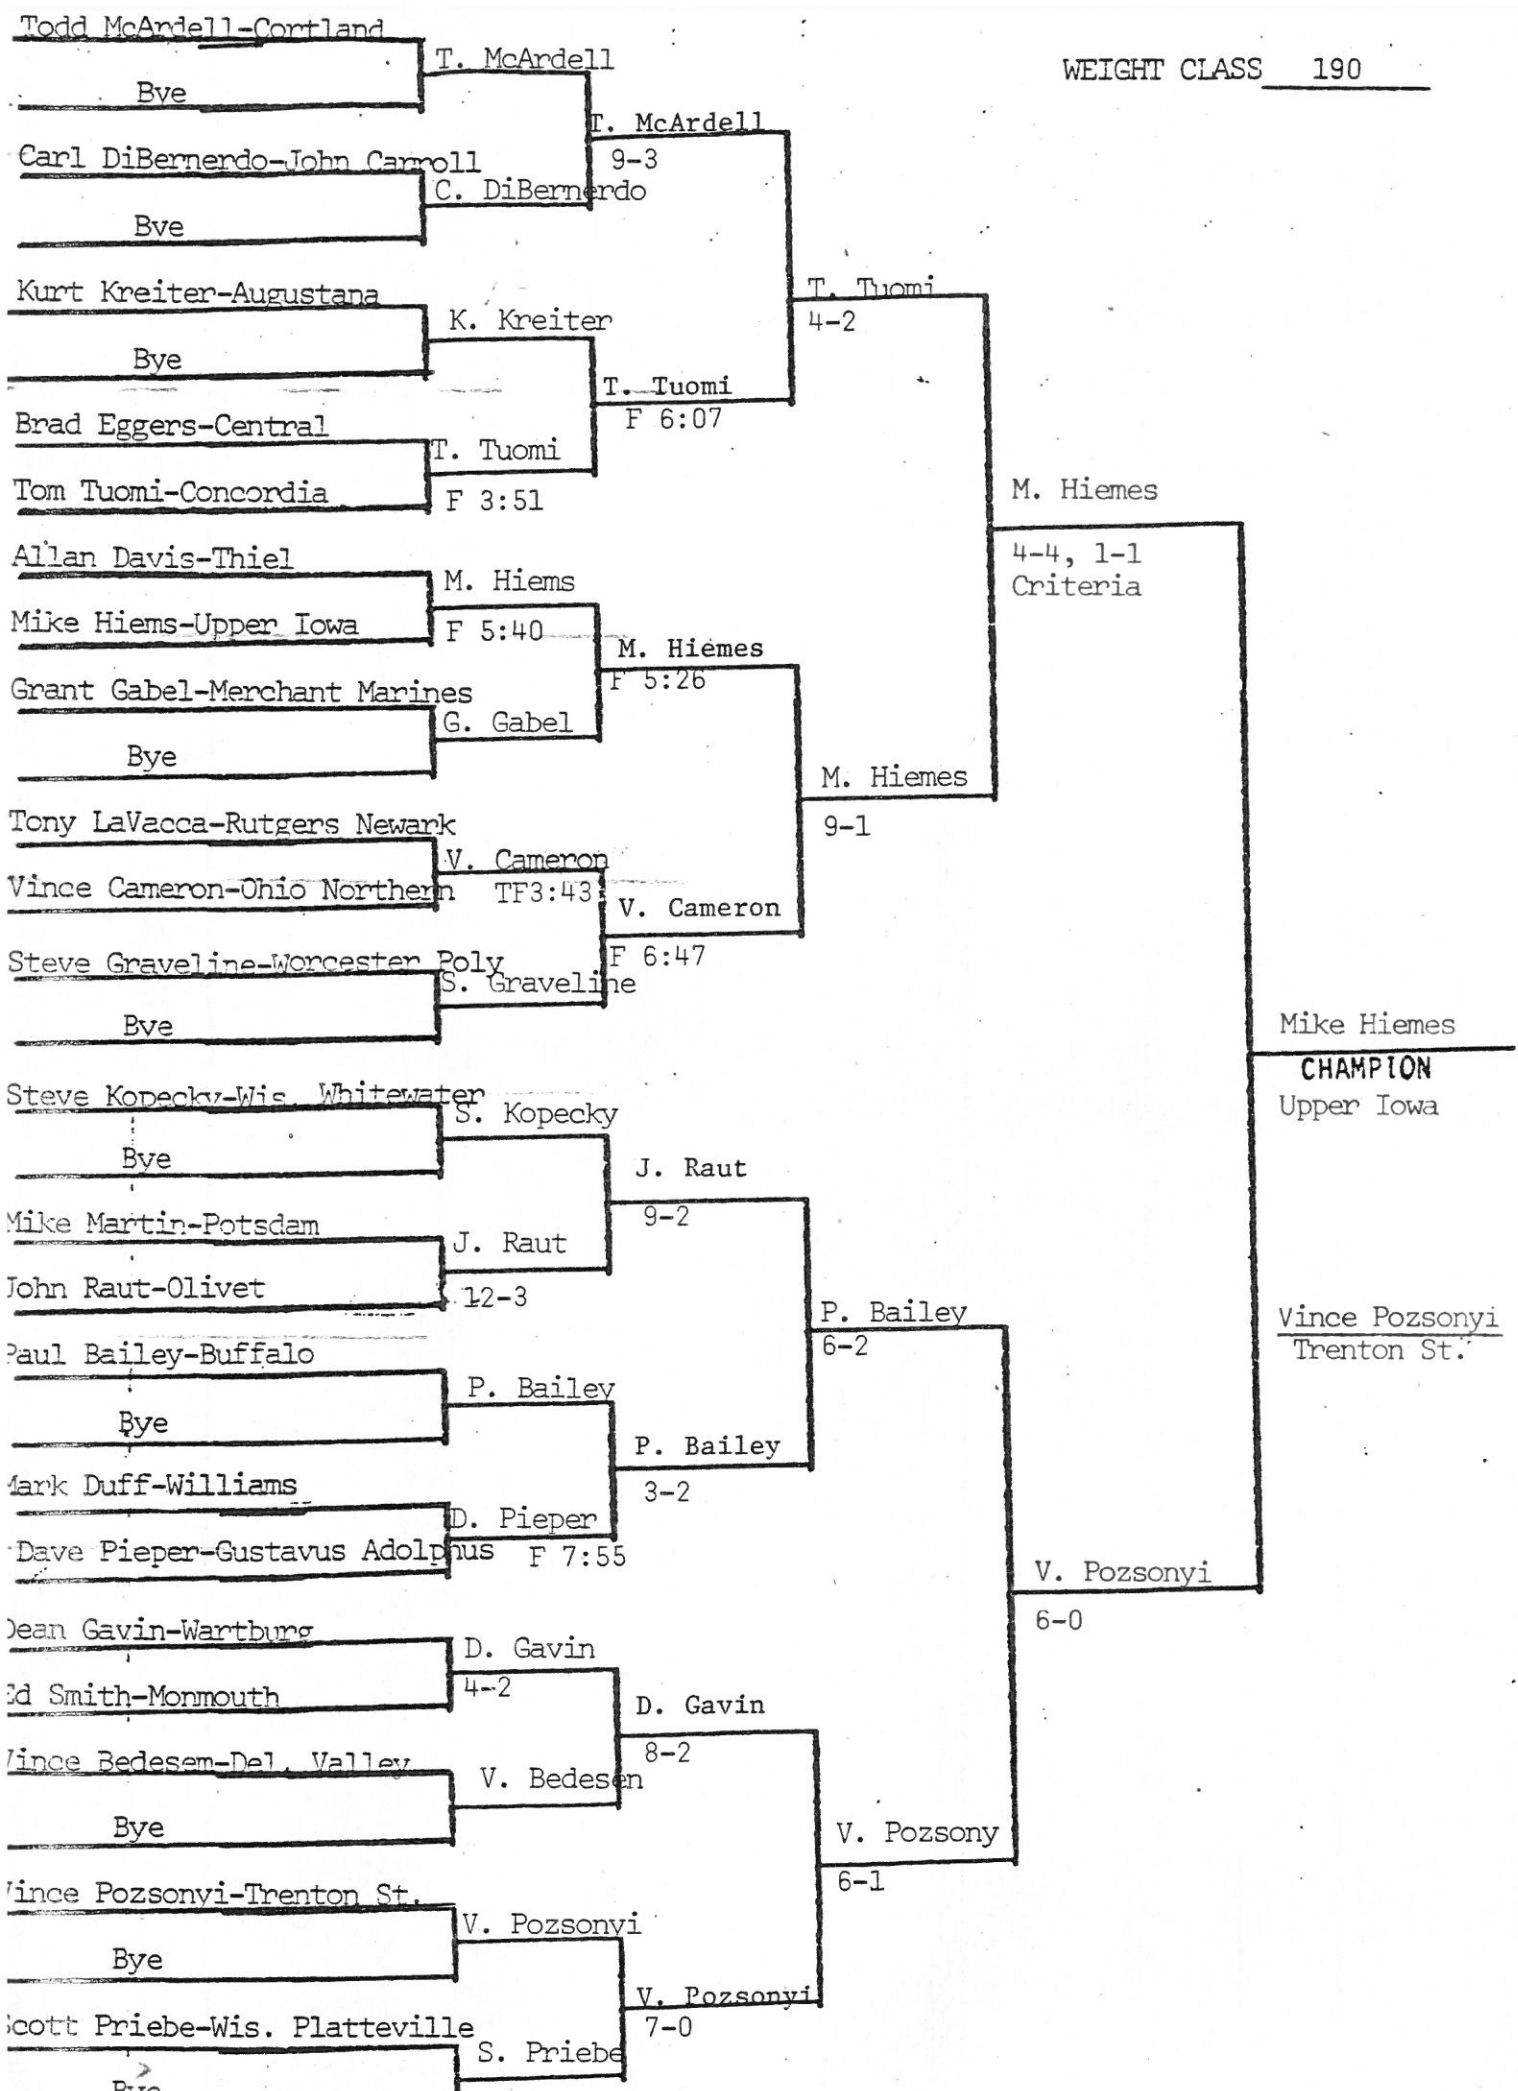 Todd McArdell-Cortland
Bye
Carl DiBernerdo-John Carroll
Bye
Kurt Kreiter-Augustana
Bye
Brad Eggers-Central
Tom Tuomi-Concordia
Allan Davis-Thiel
Mike Hiems-Upper Iowa
Grant Gabel-Merchant Marines
Bye
Tony LaVacca-Rutgers Newark
Vince Cameron-Ohio Northern
Steve Graveline-Worcester Poly
Bye
Steve Kopecky-Wis. Whitewater
Bye
Mike Martin-Potsdam
John Raut-Olivet
Paul Bailey-Buffalo
Bye
Mark Duff-Williams
Dave Pieper-Gustavus Adolphus
Dean Gavin-Wartburg
Ed Smith-Monmouth
Vince Bedesem-Del. Valley
Bye
Vince Pozsonyi-Trenton St.
Bye
Scott Priebe-Wis. Platteville
Bye
T. McArdell
C. DiBernerdo
K. Kreiter
T. Tuomi
F 3:51
M. Hiems
F 5:40
G. Gabel
V. Cameron
TF3:43
S. Graveline
S. Kopecky
J. Raut
12-3
P. Bailey
D. Pieper
F 7:55
D. Gavin
4-2
V. Bedesen
V. Pozsonyi
S. Priebe
T. McArdell
9-3
T. Tuomi
F 6:07
M. Hiemes
F 5:26
V. Cameron
F 6:47
J. Raut
9-2
P. Bailey
3-2
D. Gavin
8-2
V. Pozsonyi
7-0
T. Tuomi
4-2
M. Hiemes
9-1
P. Bailey
6-2
V. Pozsony
6-1
WEIGHT CLASS 190
M. Hiemes
4-4, 1-1
Criteria
V. Pozsonyi
6-0
Mike Hiemes
CHAMPION
Upper Iowa
Vince Pozsonyi
Trenton St.